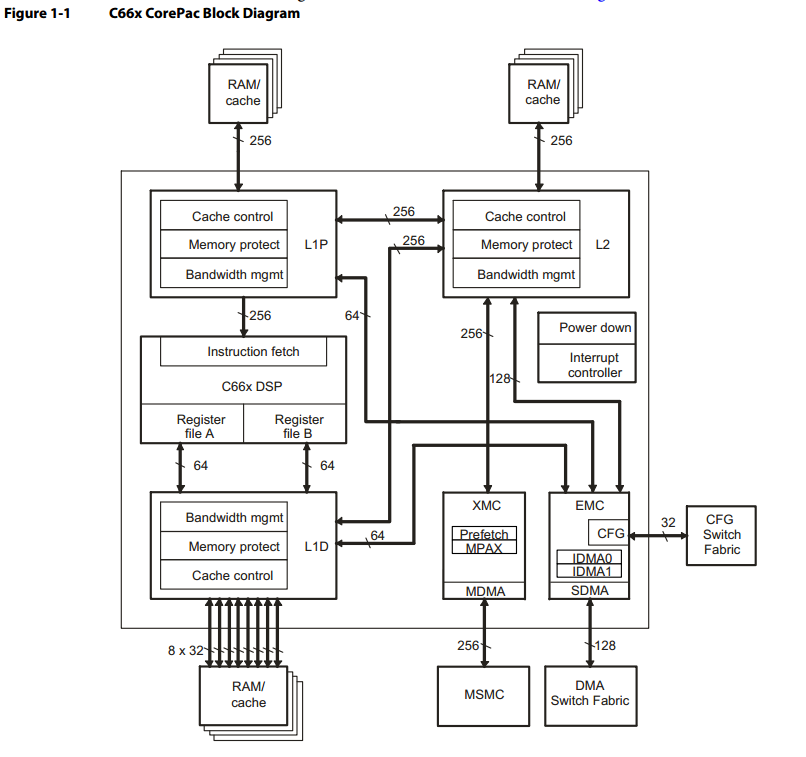 Figure 1-1 C66x CorePac Block Diagram
RAM/
cache
RAM/
cache
256
256
Cache control
Memory protect
Bandwidth mgmt
L1P
256
256
Cache control
Memory protect
Bandwidth mgmt
L2
256
64
256
128
Power down
Interrupt
controller
Instruction fetch
C66x DSP
Register
file A
Register
file B
64
64
Bandwidth mgmt
Memory protect
Cache control
L1D
64
XMC
Prefetch
MPAX
MDMA
EMC
CFG
IDMA0
IDMA1
SDMA
32
CFG
Switch
Fabric
8 x 32
256
128
RAM/
cache
MSMC
DMA
Switch Fabric